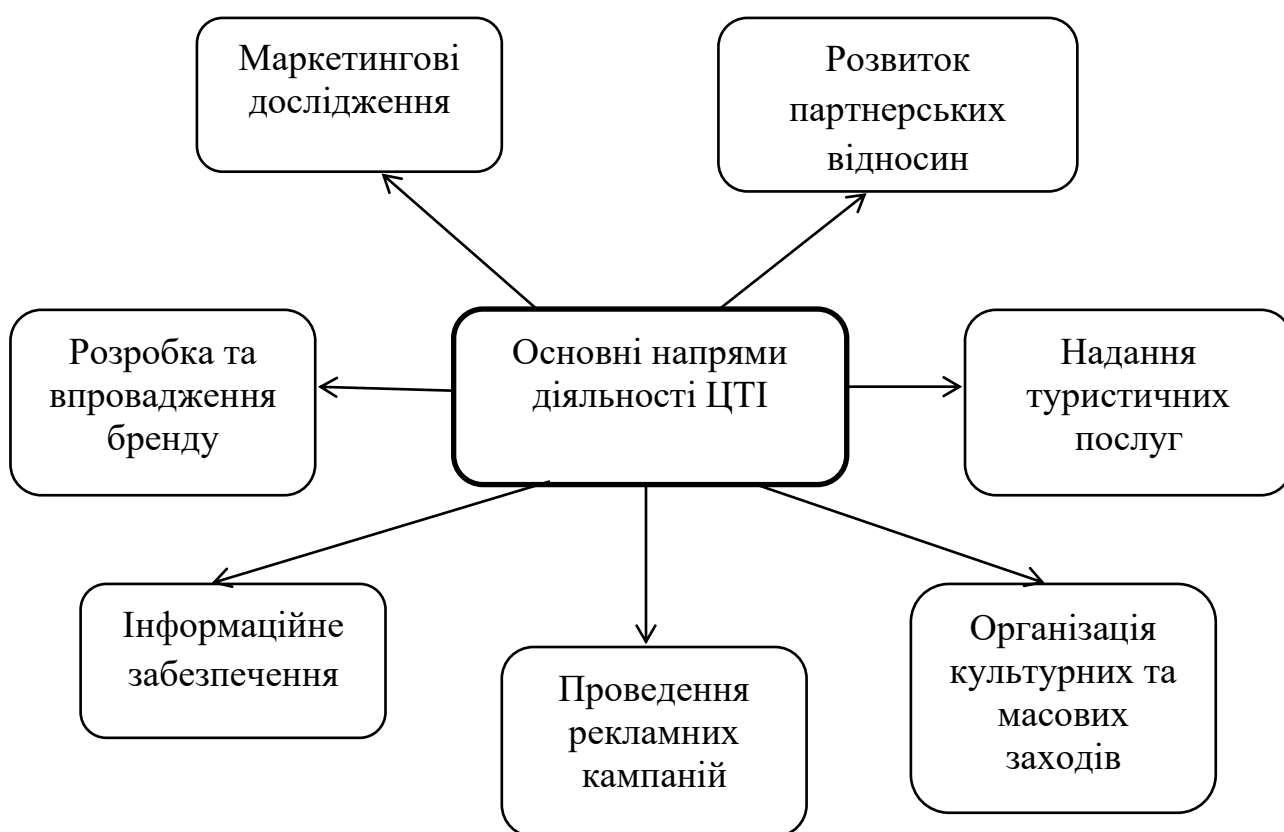 Маркетингові
дослідження
Розвиток
партнерських
відносин
Розробка та
впровадження
бренду
Основні напрями
діяльності ЦТІ
Надання
туристичних
послуг
Інформаційне
забезпечення
Проведення
рекламних
кампаній
Організація
культурних та
масових
заходів